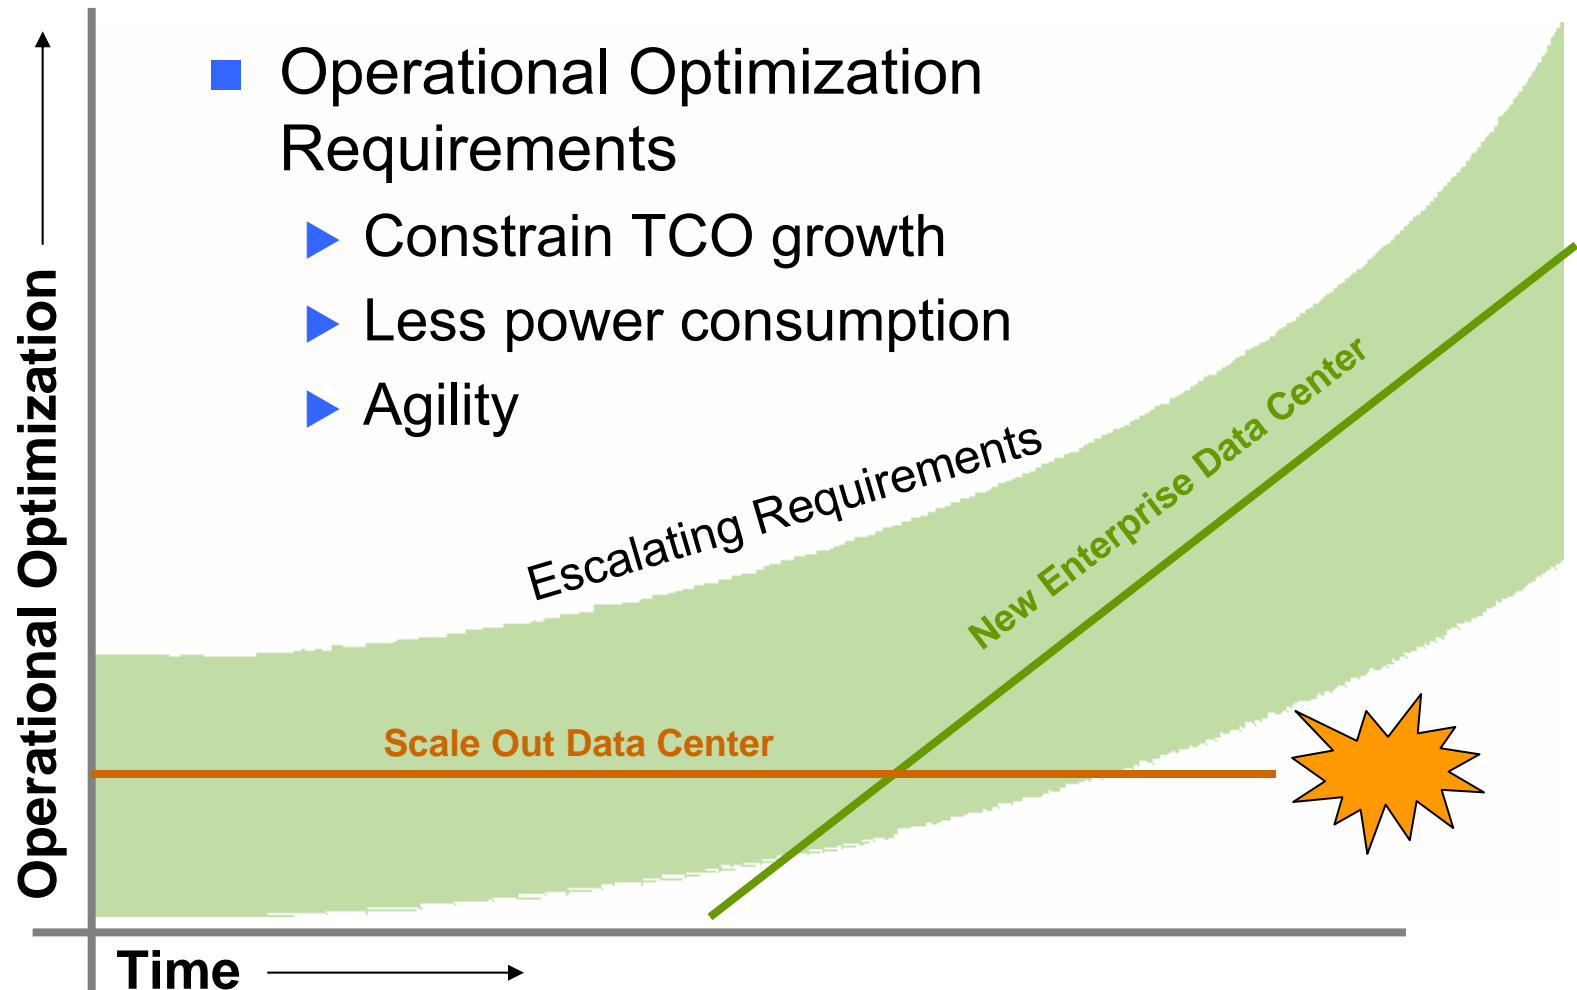 Operational Optimization
Requirements
Constrain TCO growth
Less power consumption
Agility
Escalating Requirements
New Enterprise Data Center
Scale Out Data Center
Operational Optimization
Time